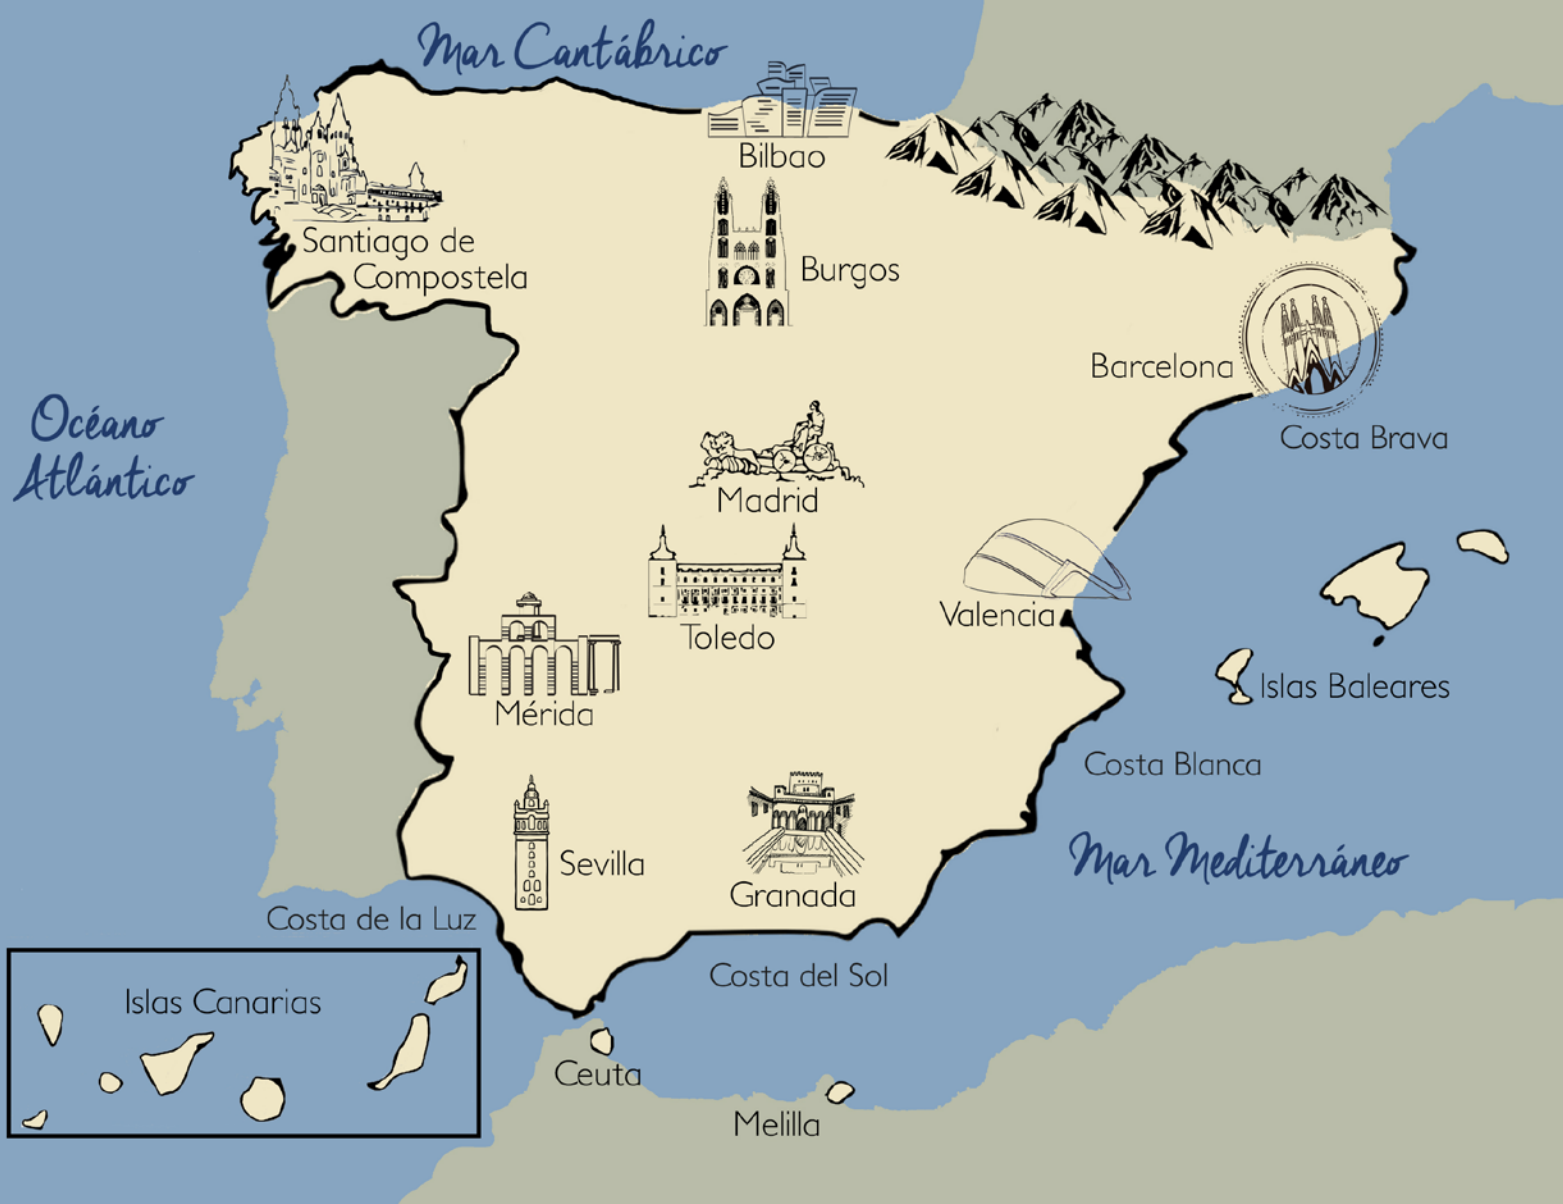 Mar Cantábrico
Bilbao
Santiago de
Compostela
Burgos
Barcelona
Océano
Atlántico
Costa Brava
Madrid
Valencia
Toledo
Islas Baleares
Mérida
Costa Blanca
Mar Mediterráneo
Sevilla
Granada
Costa de la Luz
Costa del Sol
Islas Canarias
Ceuta
Melilla